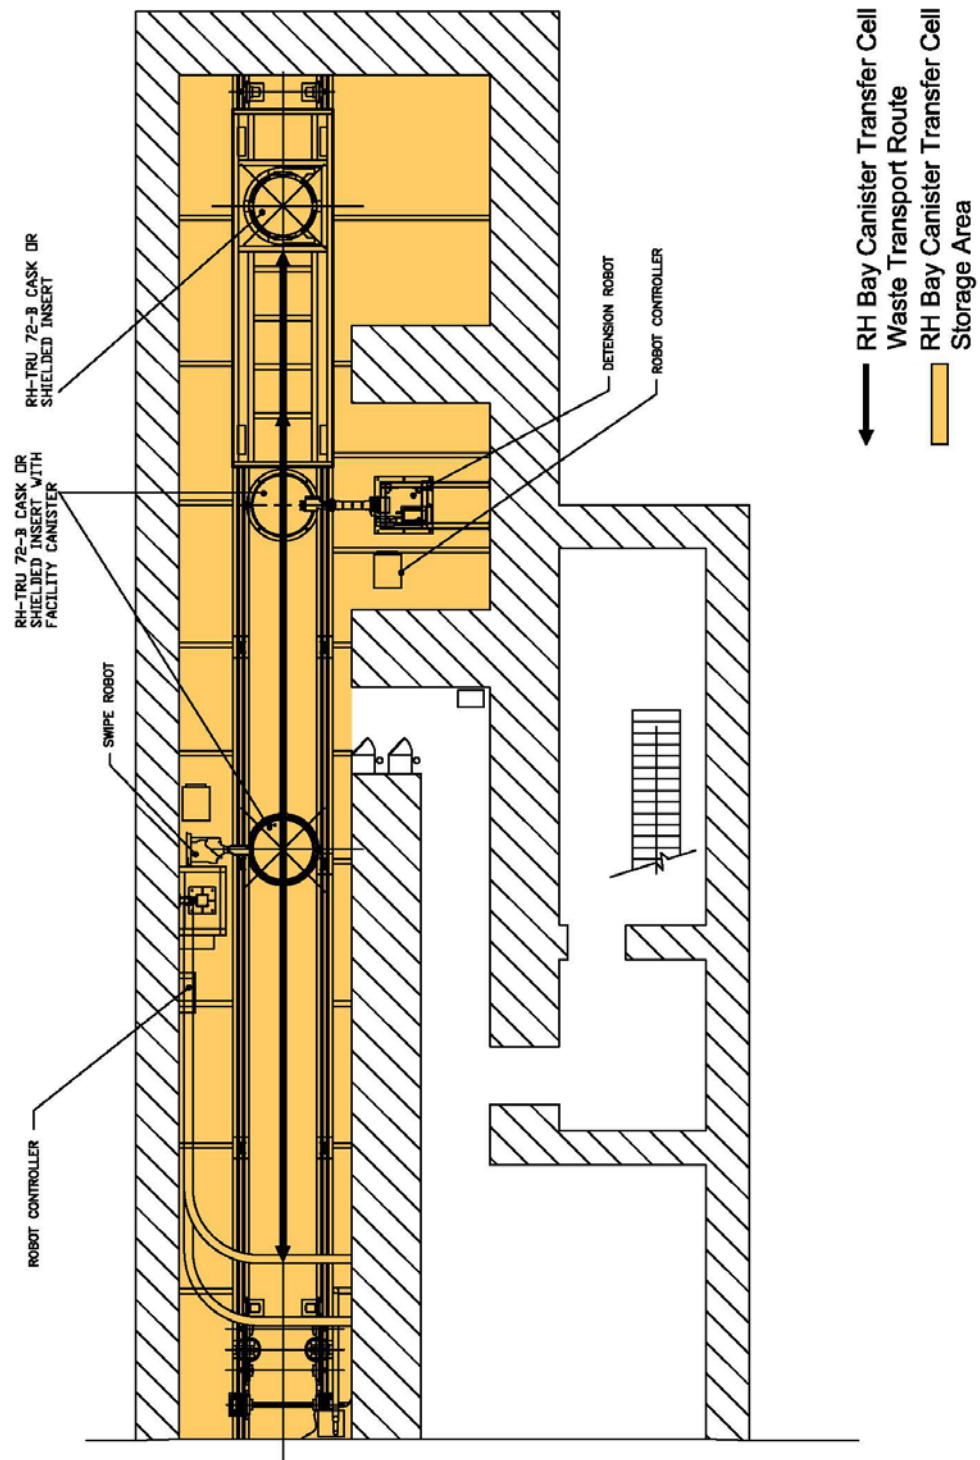 RH-TRU 72-B CASK OR
SHIELDED INSERT
RH-TRU 72-B CASK OR
SHIELDED INSERT WITH
FACILITY CANISTER
SWIPE ROBOT
ROBOT CONTROLLER
DETENSION ROBOT
ROBOT CONTROLLER
RH Bay Canister Transfer Cell
Waste Transport Route
RH Bay Canister Transfer Cell
Storage Area